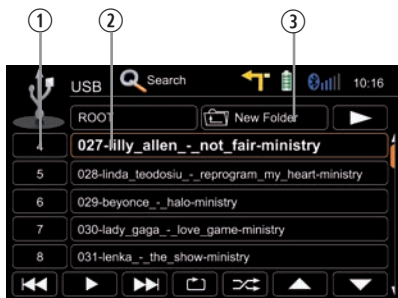 1 2 3
USB Search 10:16
ROOT New Folder
4 027-lilly_allen_-_not_fair-ministry
5 028-linda_teodosiu_-_reprogram_my_heart-ministry
6 029-beyonce_-_halo-ministry
7 030-lady_gaga_-_love_game-ministry
8 031-lenka_-_the_show-ministry